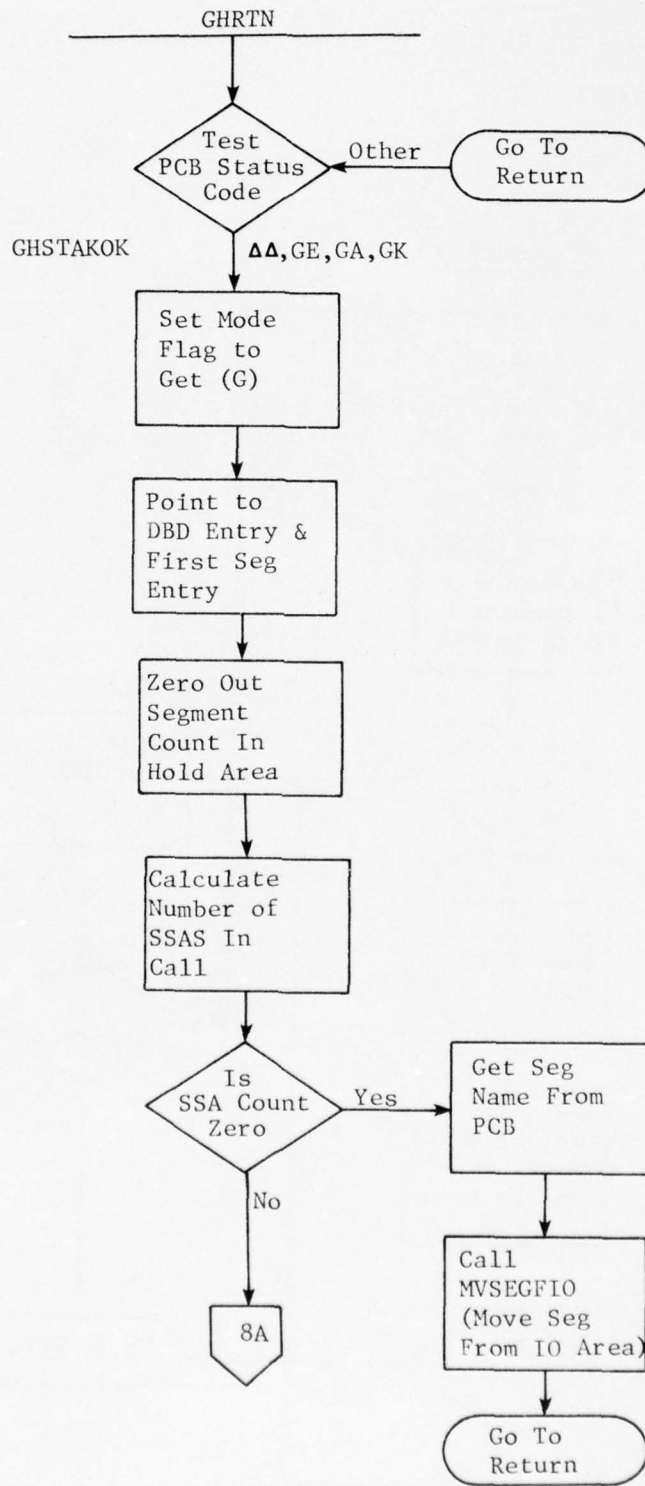 GHRTN
Test
PCB Status
Code
Other
Go To
Return
GHSTAKOK
ΔΔ,GE,GA,GK
Set Mode
Flag to
Get (G)
Point to
DBD Entry &
First Seg
Entry
Zero Out
Segment
Count In
Hold Area
Calculate
Number of
SSAS In
Call
Is
SSA Count
Zero
Yes
Get Seg
Name From
PCB
No
Call
MVSEGFIO
(Move Seg
From IO Area)
8A
Go To
Return